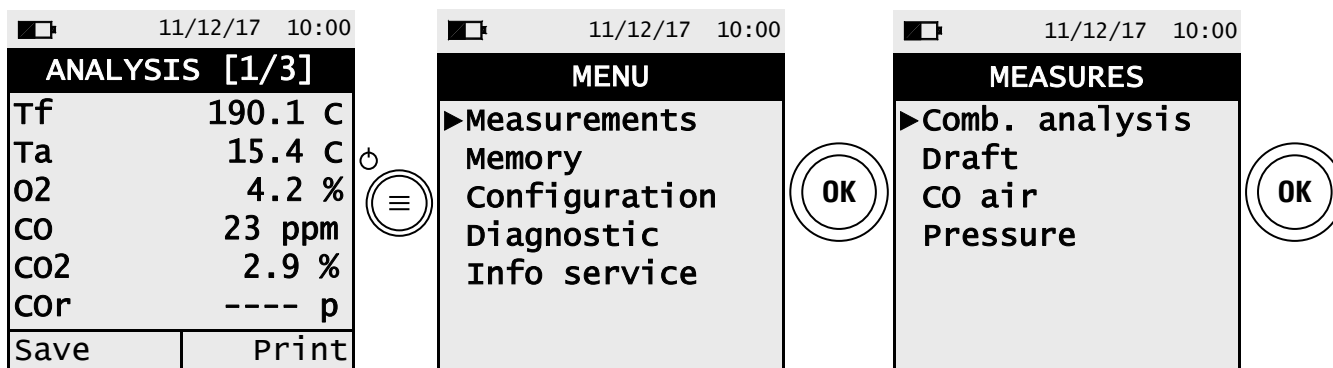 11/12/17 10:00
ANALYSIS [1/3]
Tf 190.1 C
Ta 15.4 C
O2 4.2 %
CO 23 ppm
CO2 2.9 %
COr ---- p
Save Print
11/12/17 10:00
MENU
Measurements
Memory
Configuration
Diagnostic
Info service
OK
11/12/17 10:00
MEASURES
Comb. analysis
Draft
CO air
Pressure
OK